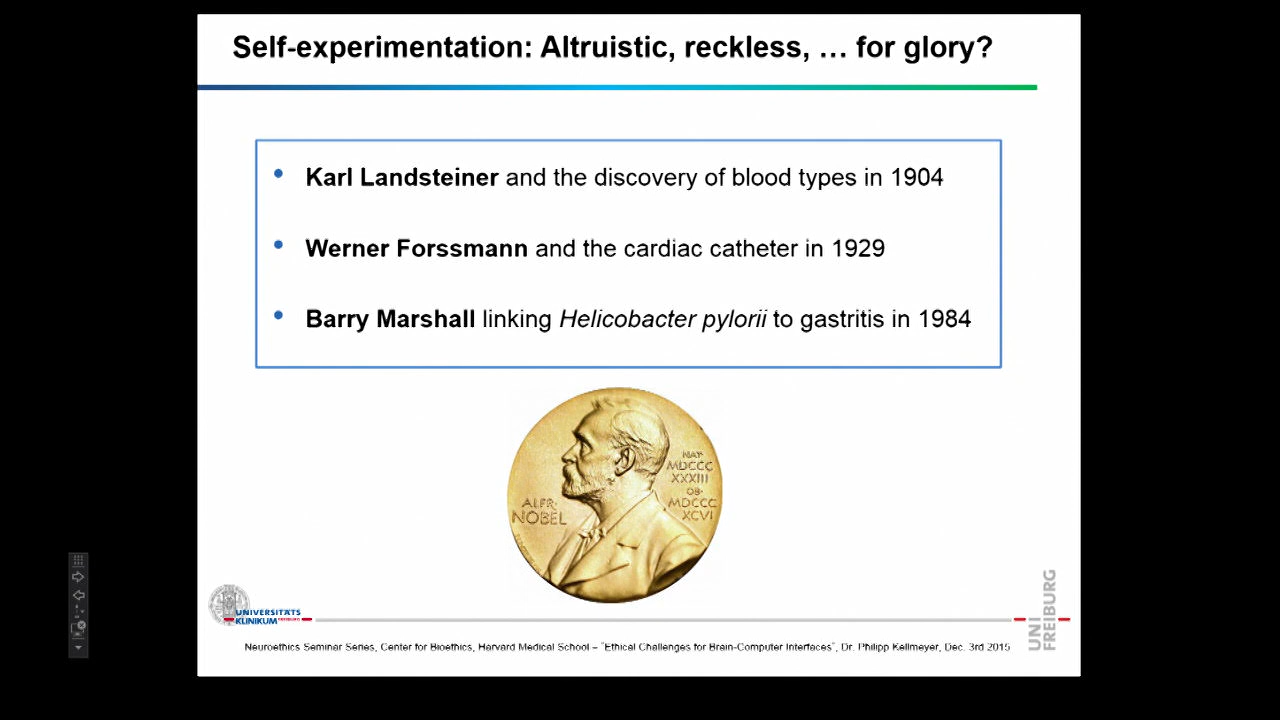 Self-experimentation: Altruistic, reckless, … for glory?
• Karl Landsteiner and the discovery of blood types in 1904
• Werner Forssmann and the cardiac catheter in 1929
• Barry Marshall linking Helicobacter pylorii to gastritis in 1984
ALFR·
NOBEL
NAT·
MDCCC
XXXIII
OB·
MDCCC
XCVI
UNIVERSITÄTS
KLINIKUM
UNI
FREIBURG
Neuroethics Seminar Series, Center for Bioethics, Harvard Medical School – "Ethical Challenges for Brain-Computer Interfaces", Dr. Philipp Kellmeyer, Dec. 3rd 2015